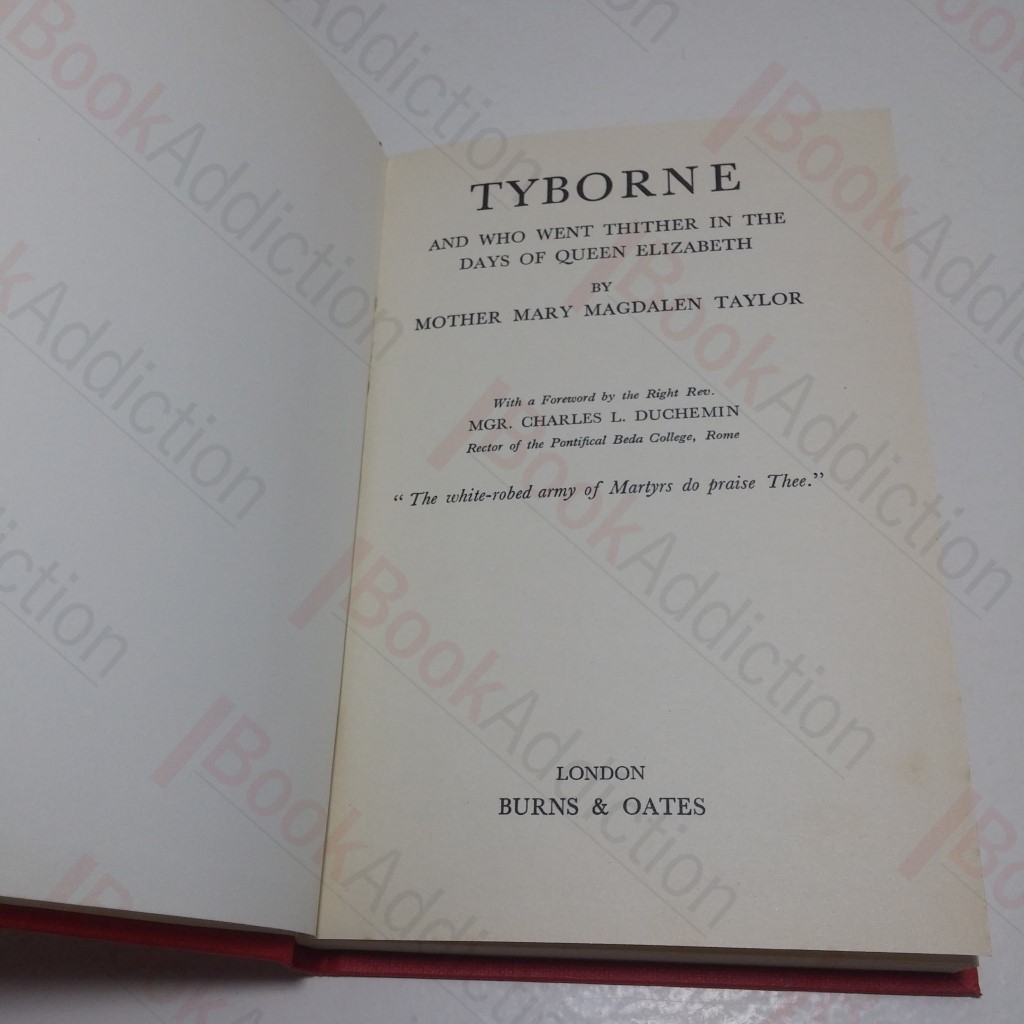 TYBORNE
AND WHO WENT THITHER IN THE
DAYS OF QUEEN ELIZABETH
BY
MOTHER MARY MAGDALEN TAYLOR
With a Foreword by the Right Rev.
MGR. CHARLES L. DUCHEMIN
Rector of the Pontifical Beda College, Rome
“ The white-robed army of Martyrs do praise Thee.”
LONDON
BURNS & OATES
BookAddiction